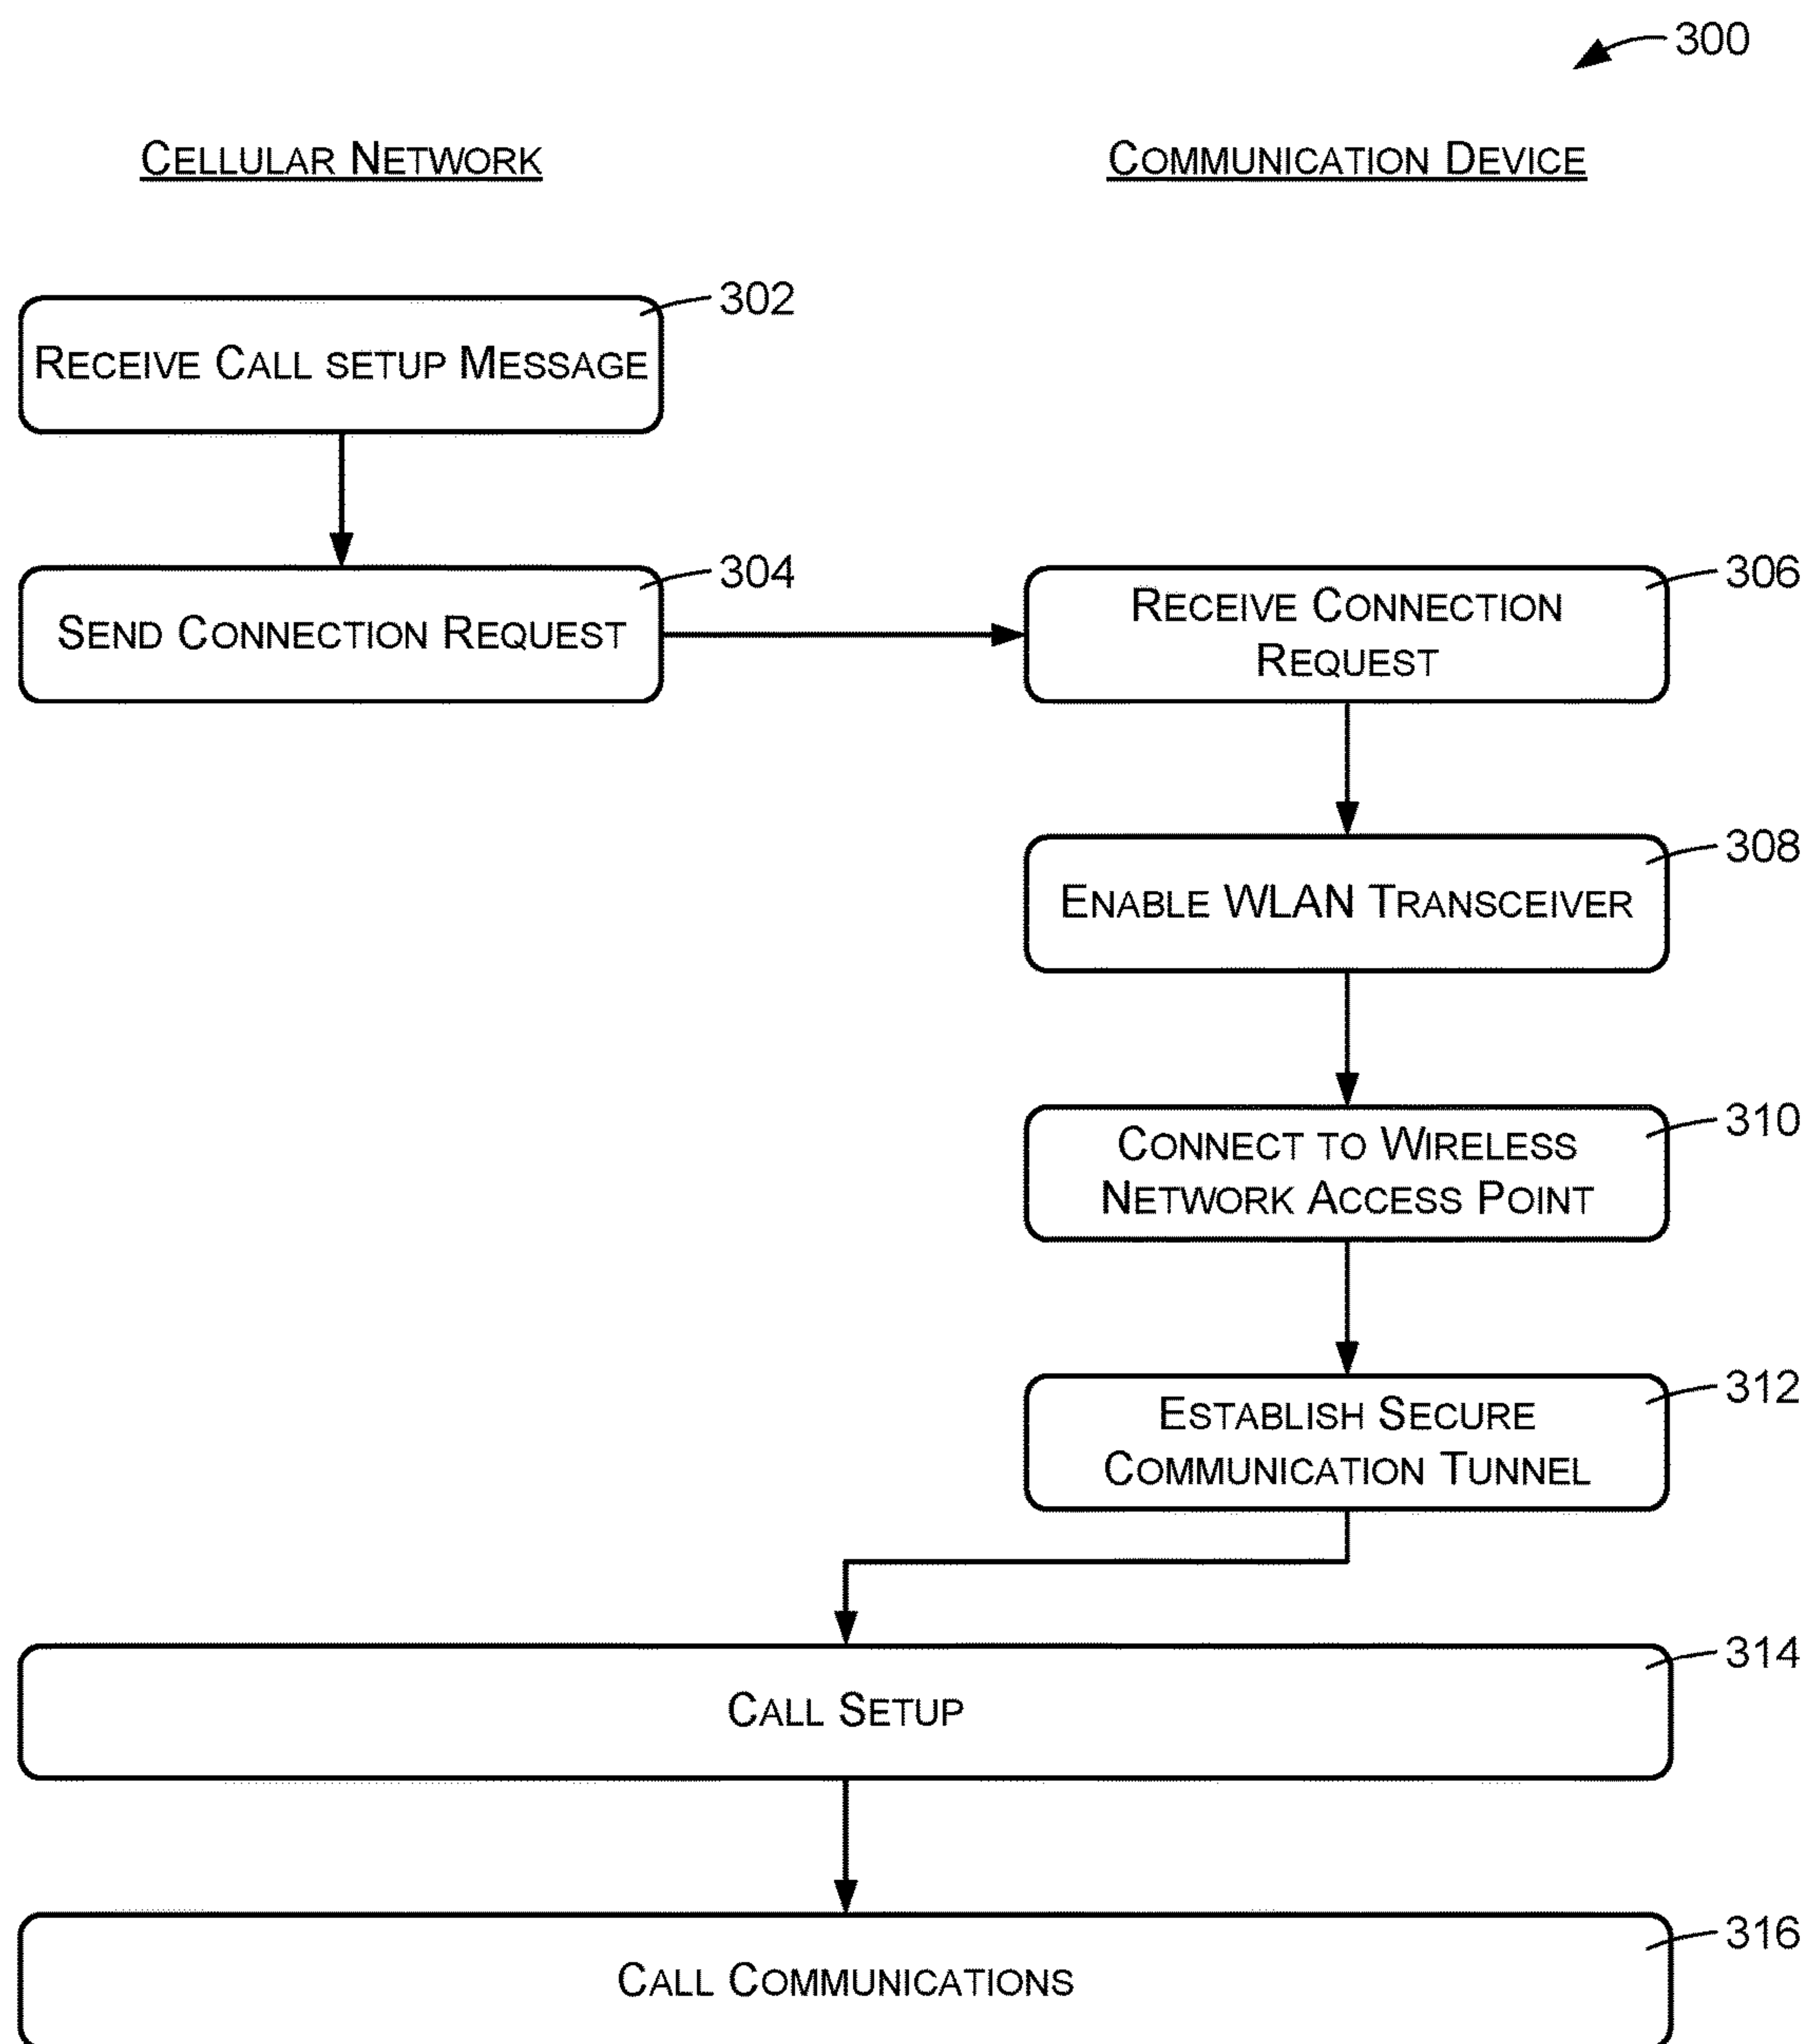 300
CELLULAR NETWORK
COMMUNICATION DEVICE
302
RECEIVE CALL SETUP MESSAGE
304
SEND CONNECTION REQUEST
306
RECEIVE CONNECTION
REQUEST
308
ENABLE WLAN TRANSCEIVER
310
CONNECT TO WIRELESS
NETWORK ACCESS POINT
312
ESTABLISH SECURE
COMMUNICATION TUNNEL
314
CALL SETUP
316
CALL COMMUNICATIONS